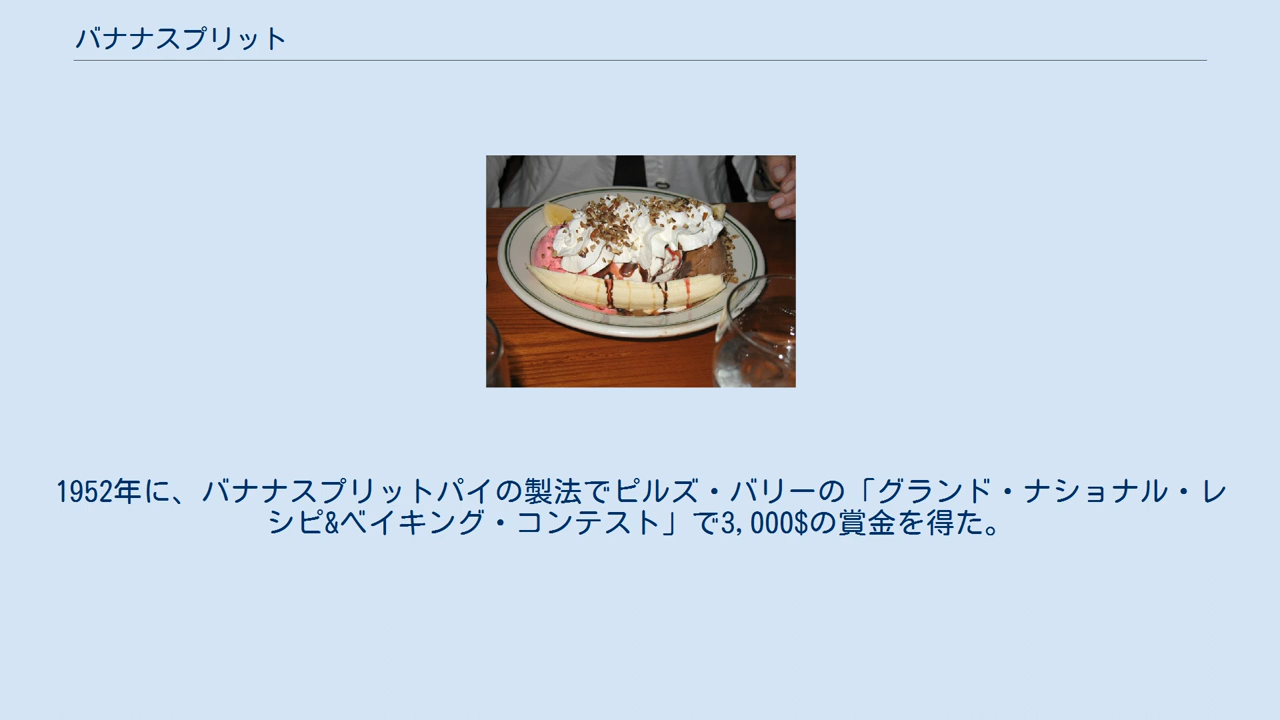 バナナスプリット
1952年に、バナナスプリットパイの製法でピルズ・バリーの「グランド・ナショナル・レ
シピ&ベイキング・コンテスト」で3,000$の賞金を得た。